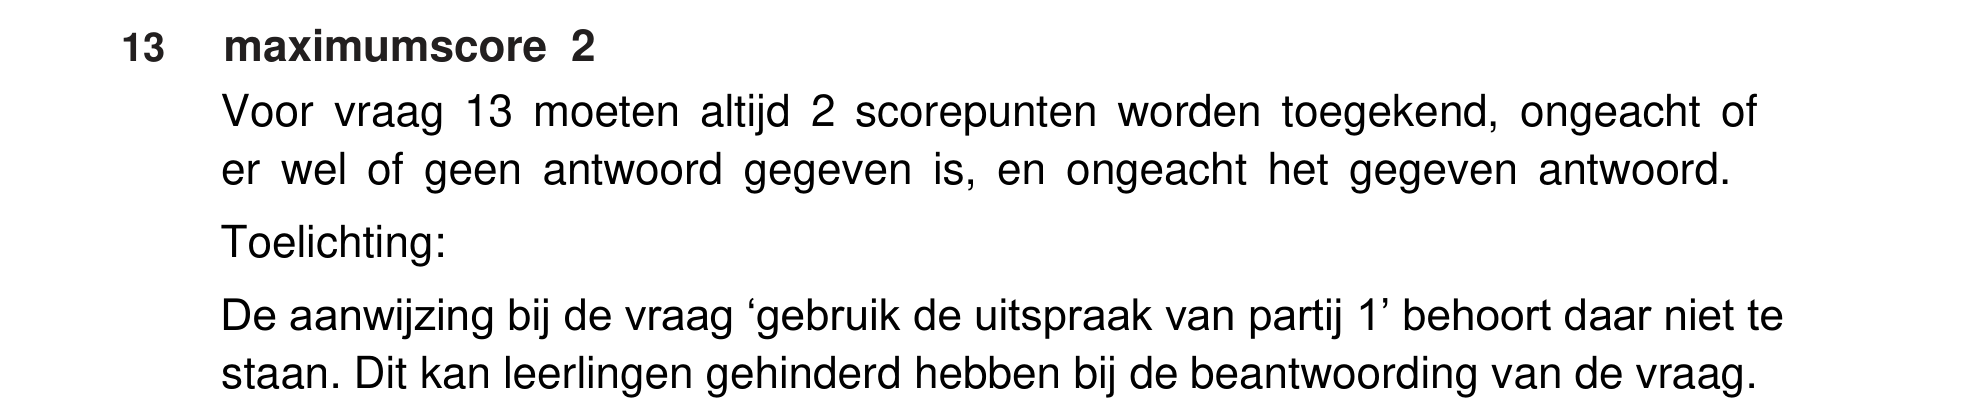 13 maximumscore 2
Voor vraag 13 moeten altijd 2 scorepunten worden toegekend, ongeacht of
er wel of geen antwoord gegeven is, en ongeacht het gegeven antwoord.
Toelichting:
De aanwijzing bij de vraag ‘gebruik de uitspraak van partij 1’ behoort daar niet te
staan. Dit kan leerlingen gehinderd hebben bij de beantwoording van de vraag.